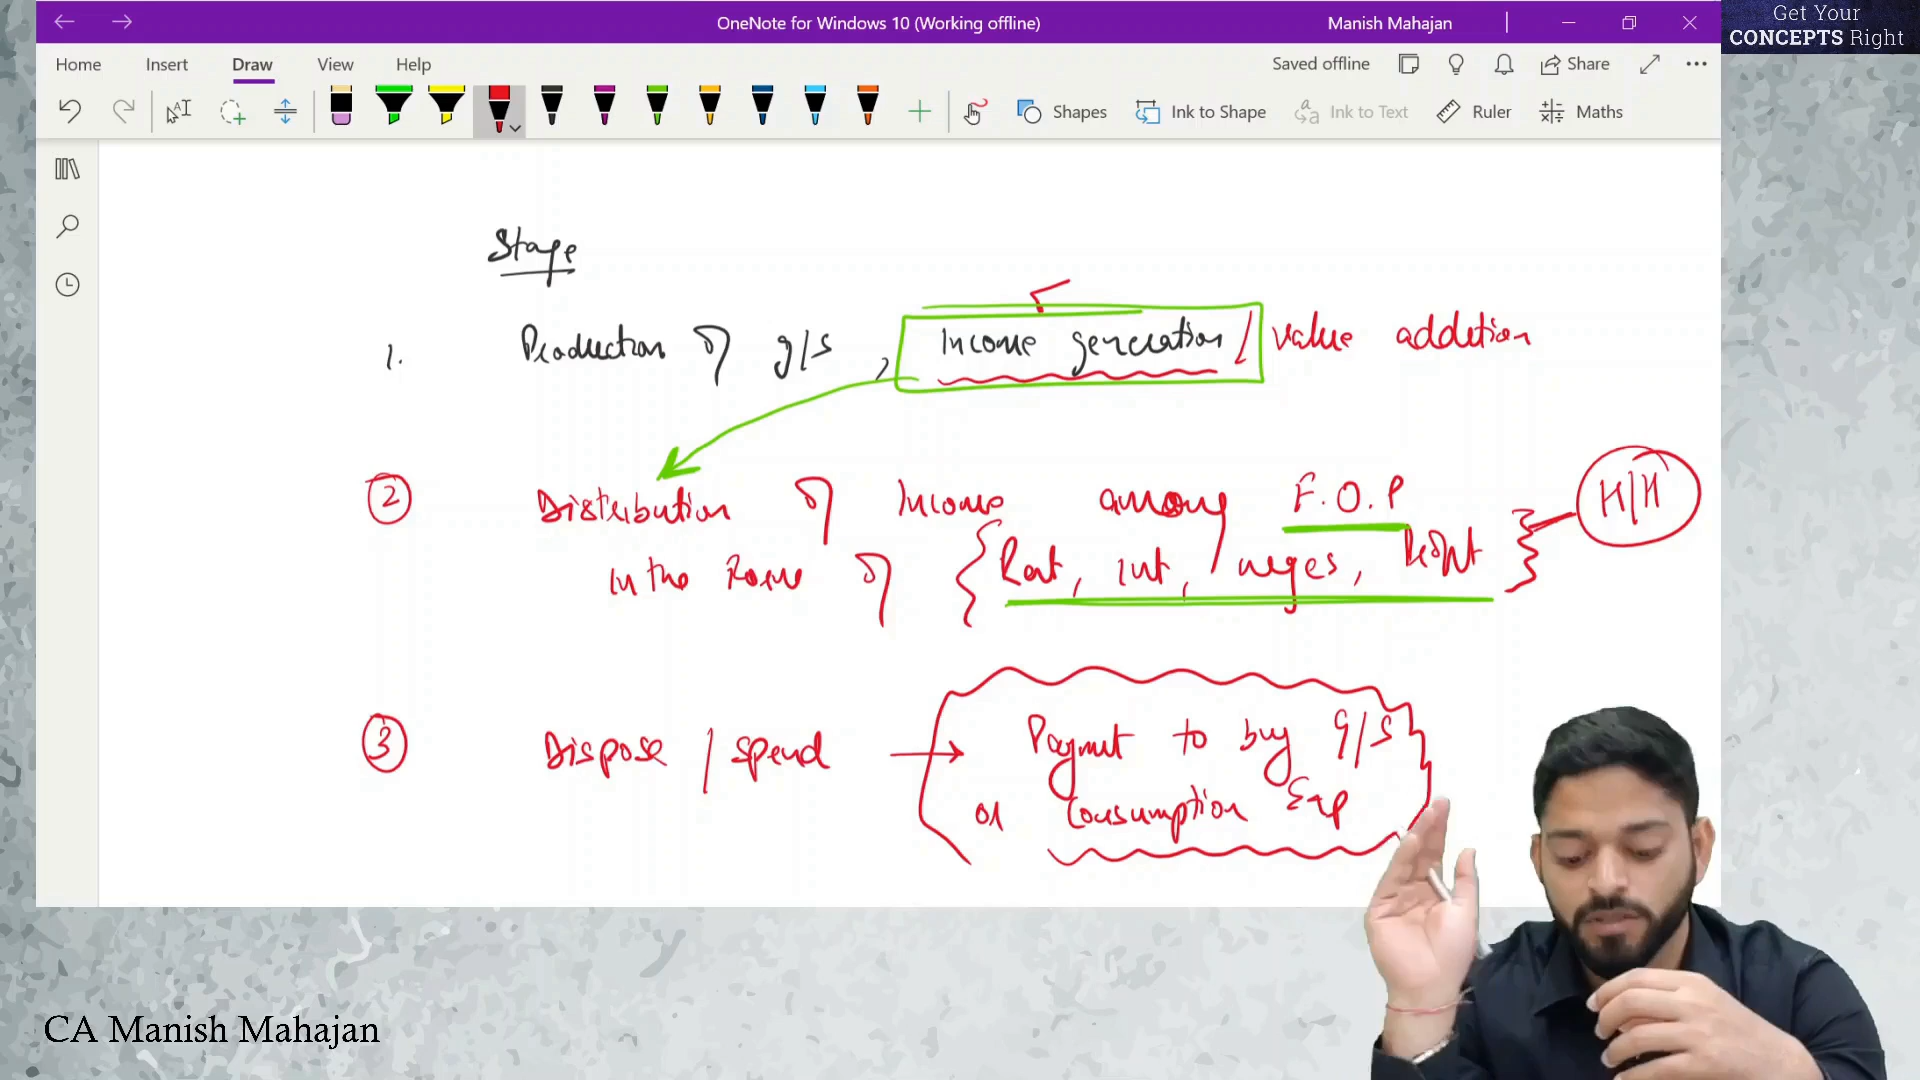 OneNote for Windows 10 (Working offline)
Manish Mahajan
Get Your
CONCEPTS Right
Home Insert Draw View Help
Saved offline
Share
Shapes
Ink to Shape
Ink to Text
Ruler
Maths
Stage
1. Production of g/s , Income generation / value addition
2 Distribution of Income among F.O.P
H/H
in the Form of { Rent, int, wages, Profit }
3 Dispose / spend → Payment to buy g/s
or Consumption Exp
CA Manish Mahajan